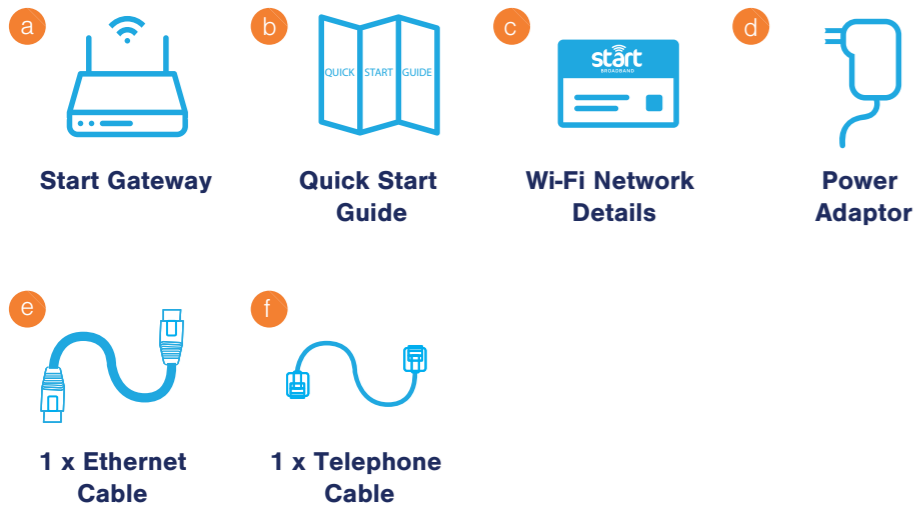 a
b
c
d
QUICK START GUIDE
start
BROADBAND
Start Gateway
Quick Start
Guide
Wi-Fi Network
Details
Power
Adaptor
e
f
1 x Ethernet
Cable
1 x Telephone
Cable